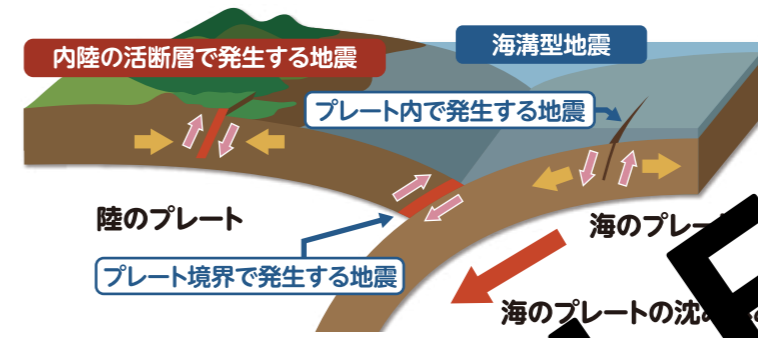 内陸の活断層で発生する地震
海溝型地震
プレート内で発生する地震
陸のプレート
海のプレー
プレート境界で発生する地震
海のプレートの沈